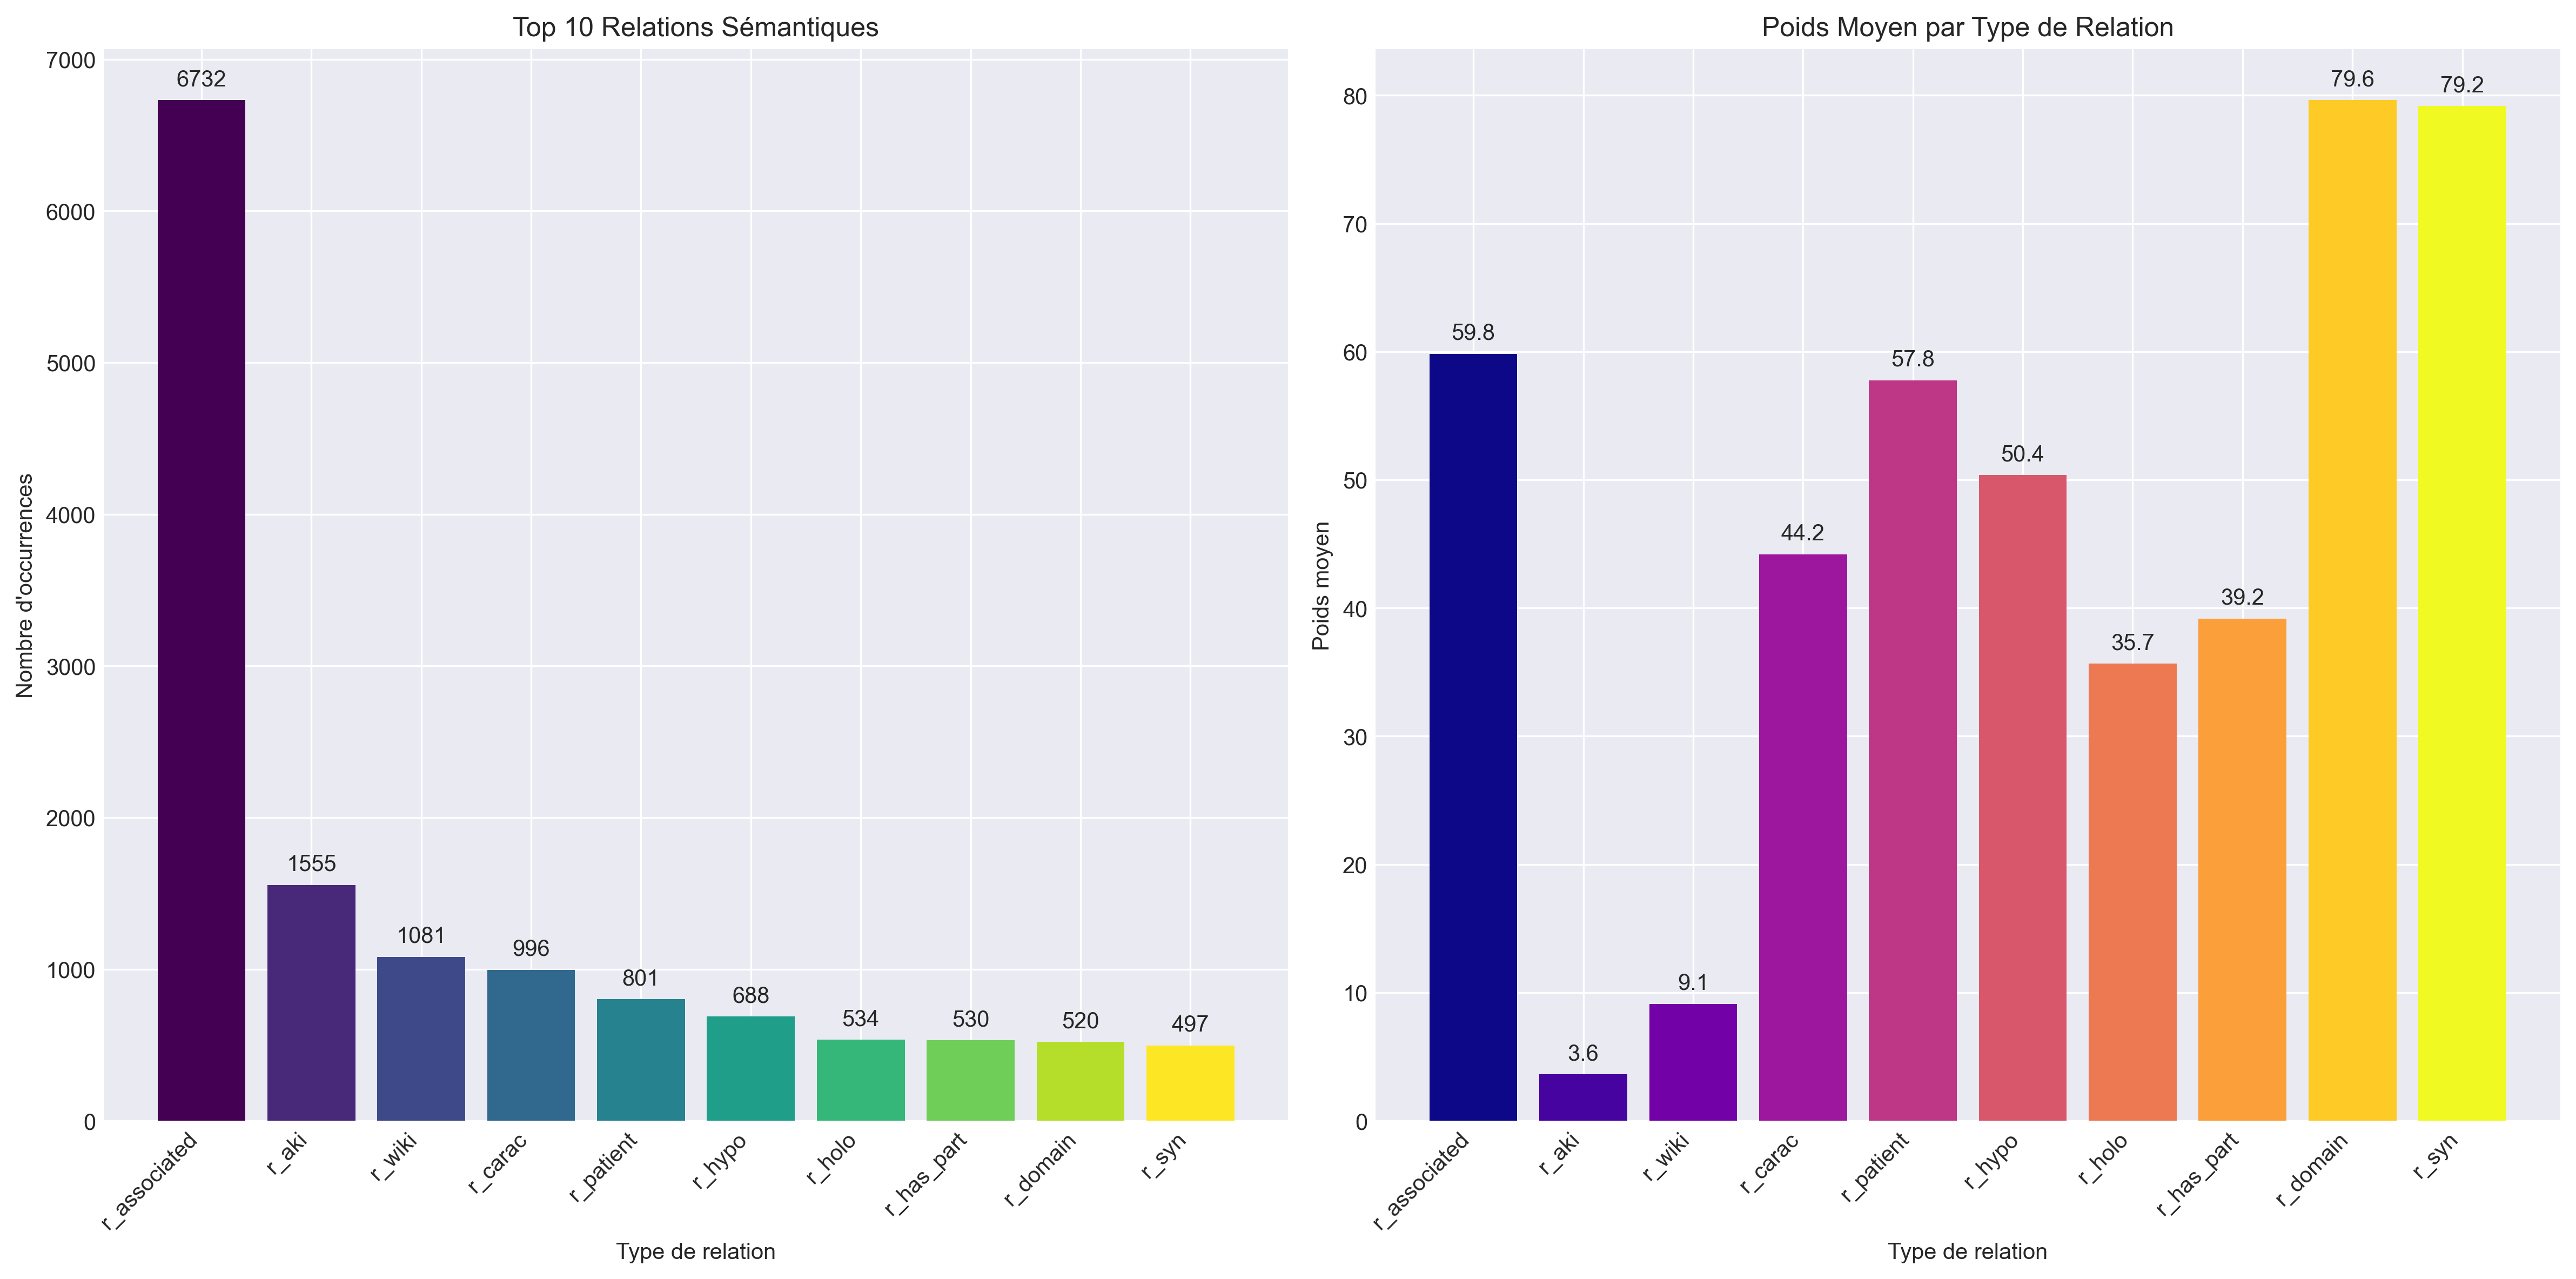 Top 10 Relations Sémantiques
Nombre d'occurrences
7000
6000
5000
4000
3000
2000
1000
0
6732
1555
1081
996
801
688
534
530
520
497
r_associated
r_aki
r_wiki
r_carac
r_patient
r_hypo
r_holo
r_has_part
r_domain
r_syn
Type de relation
Poids Moyen par Type de Relation
Poids moyen
80
70
60
50
40
30
20
10
0
59.8
3.6
9.1
44.2
57.8
50.4
35.7
39.2
79.6
79.2
r_associated
r_aki
r_wiki
r_carac
r_patient
r_hypo
r_holo
r_has_part
r_domain
r_syn
Type de relation